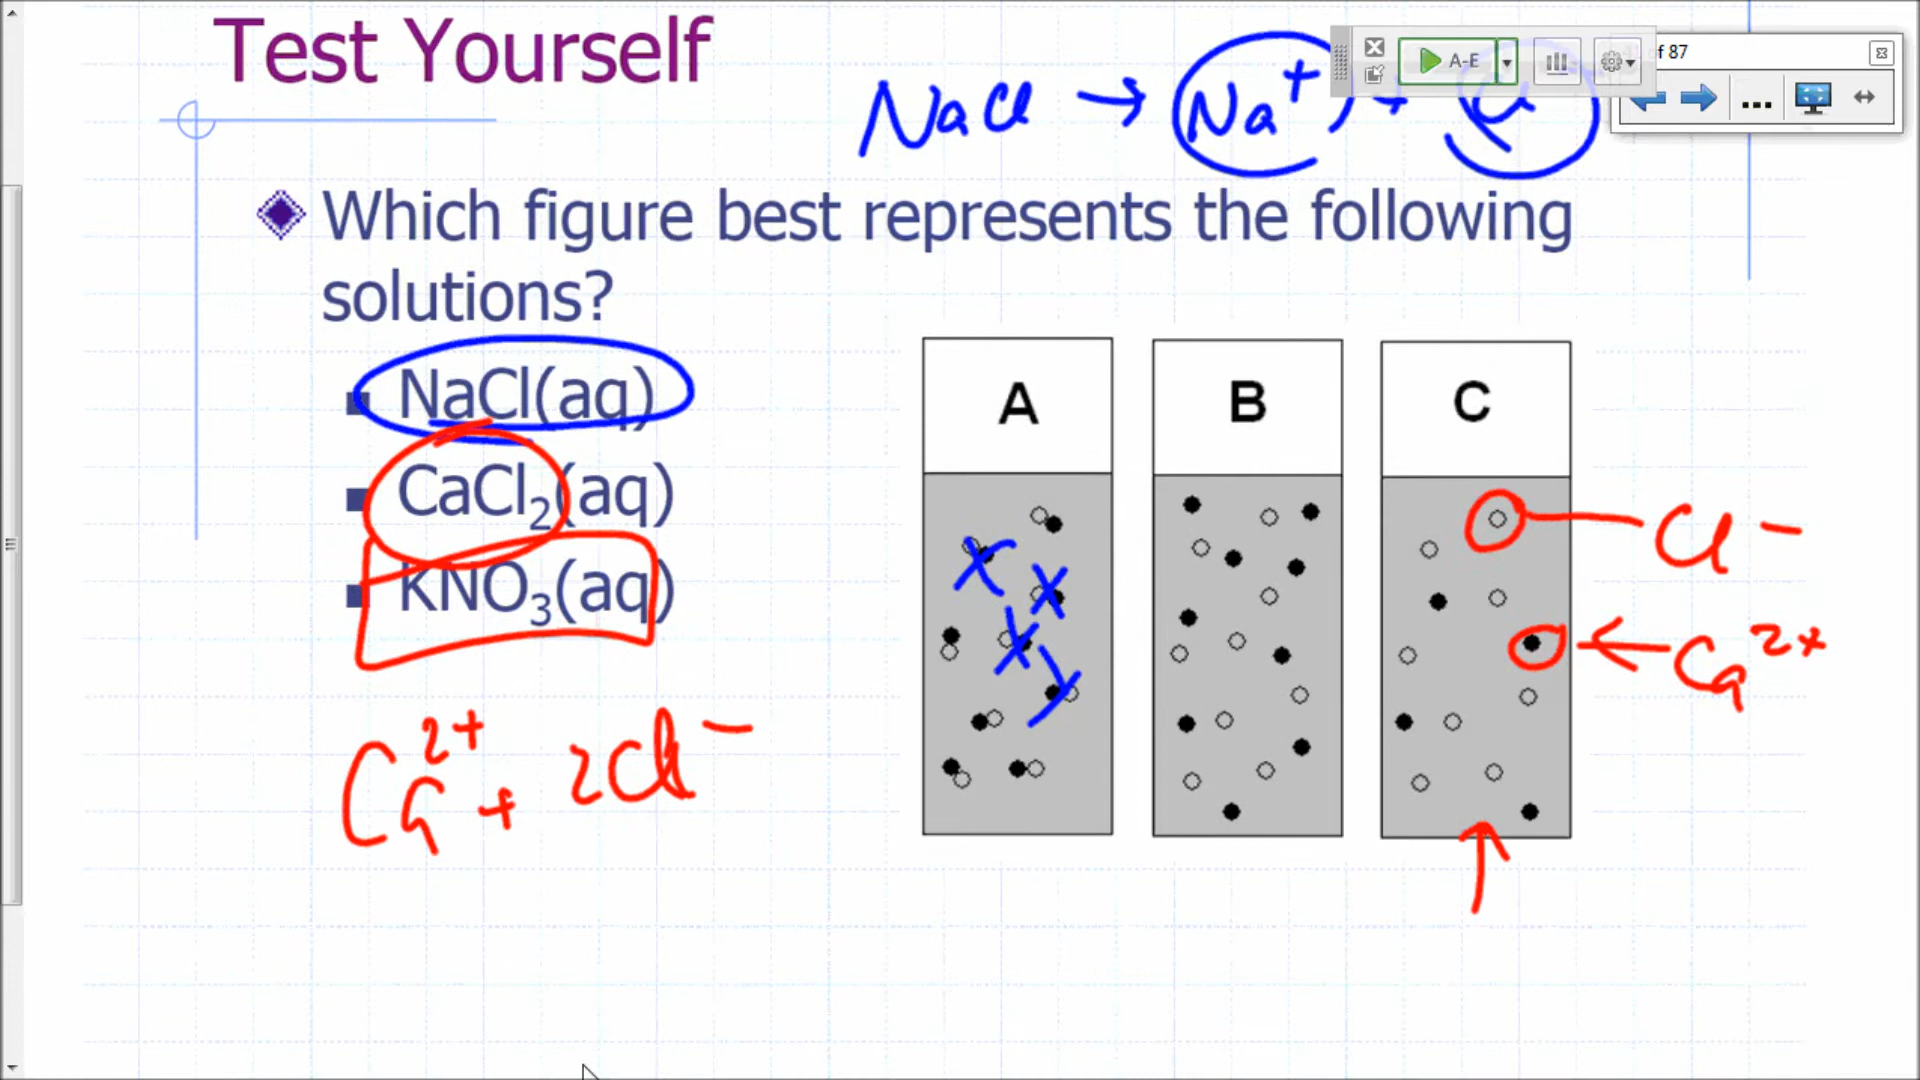 Test Yourself
NaCl → Na⁺ +
A-E
of 87
Which figure best represents the following
solutions?
NaCl(aq)
CaCl₂(aq)
KNO₃(aq)
A B C
Cl⁻
Ca²⁺
Ca²⁺ + 2Cl⁻